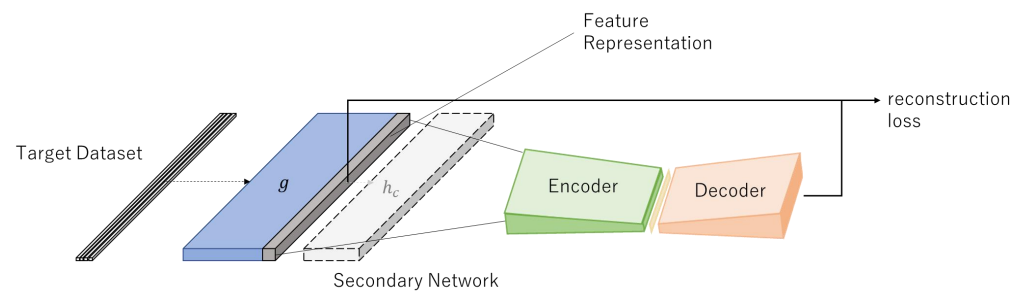 Feature
Representation
reconstruction
loss
Target Dataset
g
h_c
Encoder
Decoder
Secondary Network